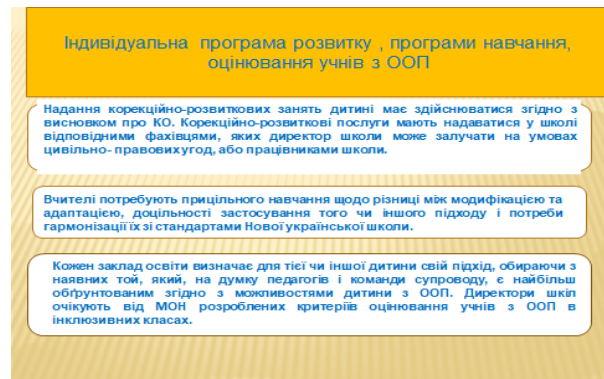 Індивідуальна програма розвитку , програми навчання,
оцінювання учнів з ООП
Надання корекційно-розвиткових занять дитині має здійснюватися згідно з
висновком про КО. Корекційно-розвиткові послуги мають надаватися у школі
відповідними фахівцями, яких директор школи може залучати на умовах
цивільно- правових угод, або працівниками школи.
Вчителі потребують прицільного навчання щодо різниці між модифікацією та
адаптацією, доцільності застосування того чи іншого підходу і потреби
гармонізації їх зі стандартами Нової української школи.
Кожен заклад освіти визначає для тієї чи іншої дитини свій підхід, обираючи з
наявних той, який, на думку педагогів і команди супроводу, є найбільш
обґрунтованим згідно з можливостями дитини з ООП. Директори шкіл
очікують від МОН розроблених критеріїв оцінювання учнів з ООП в
інклюзивних класах.